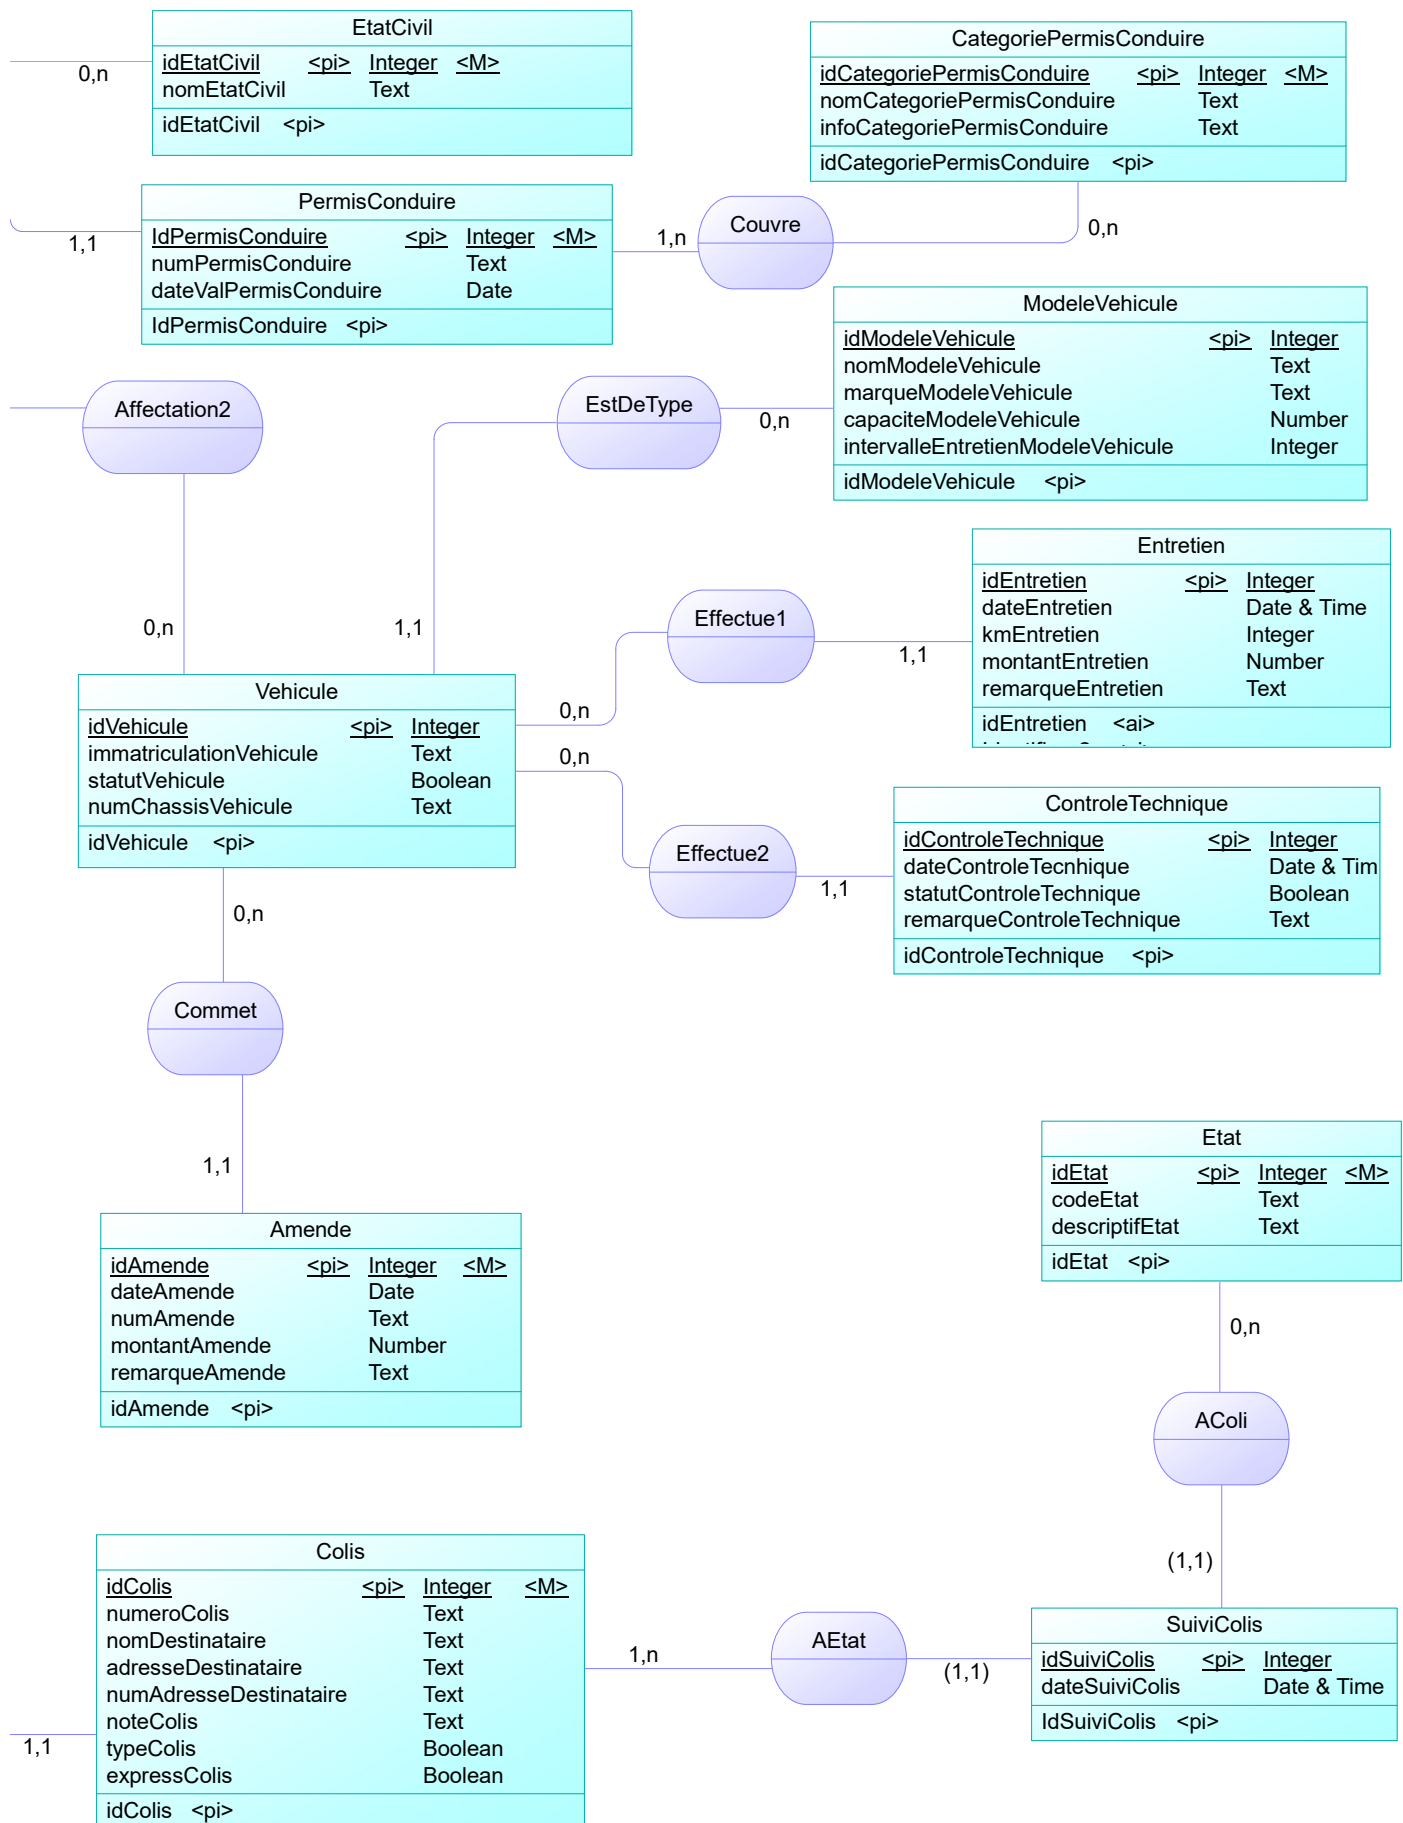 EtatCivil
idEtatCivil <pi> Integer <M>
nomEtatCivil Text
idEtatCivil <pi>
0,n
CategoriePermisConduire
idCategoriePermisConduire <pi> Integer <M>
nomCategoriePermisConduire Text
infoCategoriePermisConduire Text
idCategoriePermisConduire <pi>
PermisConduire
IdPermisConduire <pi> Integer <M>
numPermisConduire Text
dateValPermisConduire Date
IdPermisConduire <pi>
1,1
1,n
Couvre
0,n
ModeleVehicule
idModeleVehicule <pi> Integer
nomModeleVehicule Text
marqueModeleVehicule Text
capaciteModeleVehicule Number
intervalleEntretienModeleVehicule Integer
idModeleVehicule <pi>
Affectation2
EstDeType
0,n
0,n
1,1
Entretien
idEntretien <pi> Integer
dateEntretien Date & Time
kmEntretien Integer
montantEntretien Number
remarqueEntretien Text
idEntretien <ai>
Effectue1
1,1
0,n
Vehicule
idVehicule <pi> Integer
immatriculationVehicule Text
statutVehicule Boolean
numChassisVehicule Text
idVehicule <pi>
0,n
Effectue2
1,1
ControleTechnique
idControleTechnique <pi> Integer
dateControleTecnhique Date & Tim
statutControleTechnique Boolean
remarqueControleTechnique Text
idControleTechnique <pi>
0,n
Commet
1,1
Amende
idAmende <pi> Integer <M>
dateAmende Date
numAmende Text
montantAmende Number
remarqueAmende Text
idAmende <pi>
Etat
idEtat <pi> Integer <M>
codeEtat Text
descriptifEtat Text
idEtat <pi>
0,n
AColi
(1,1)
Colis
idColis <pi> Integer <M>
numeroColis Text
nomDestinataire Text
adresseDestinataire Text
numAdresseDestinataire Text
noteColis Text
typeColis Boolean
expressColis Boolean
idColis <pi>
1,1
1,n
AEtat
(1,1)
SuiviColis
idSuiviColis <pi> Integer
dateSuiviColis Date & Time
IdSuiviColis <pi>